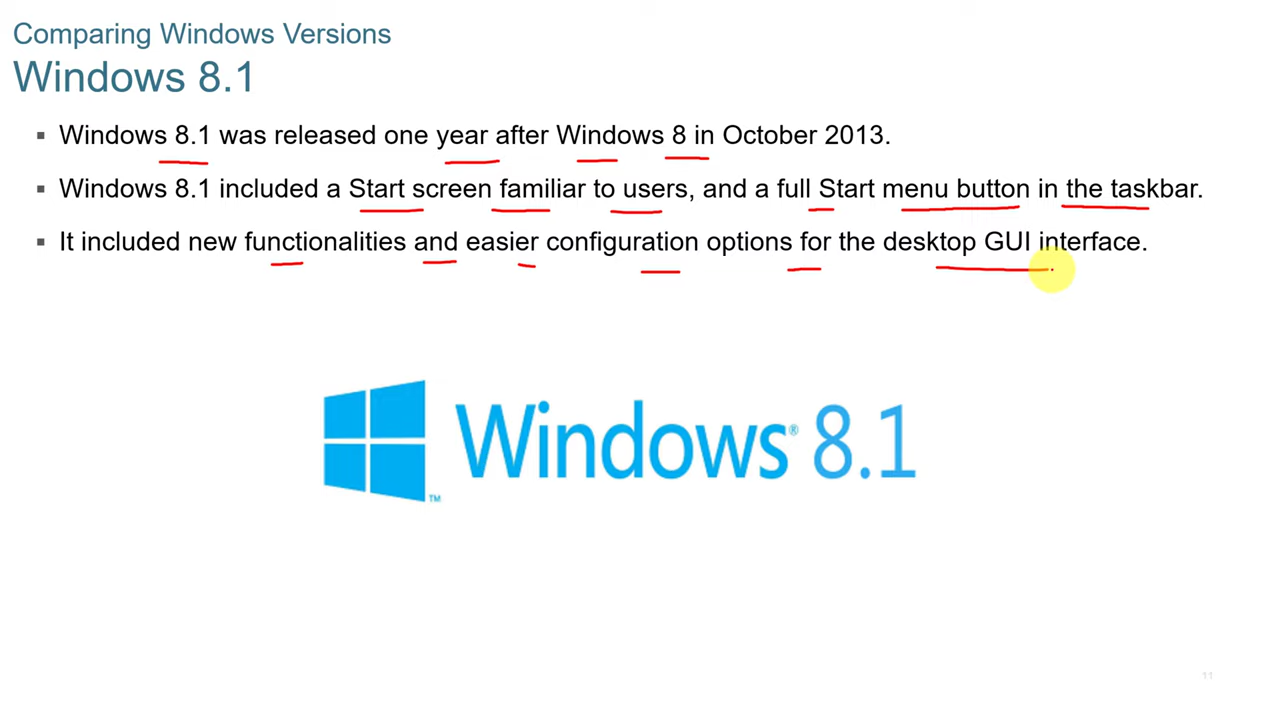 Comparing Windows Versions
Windows 8.1
▪ Windows 8.1 was released one year after Windows 8 in October 2013.
▪ Windows 8.1 included a Start screen familiar to users, and a full Start menu button in the taskbar.
▪ It included new functionalities and easier configuration options for the desktop GUI interface.
Windows® 8.1
™
11